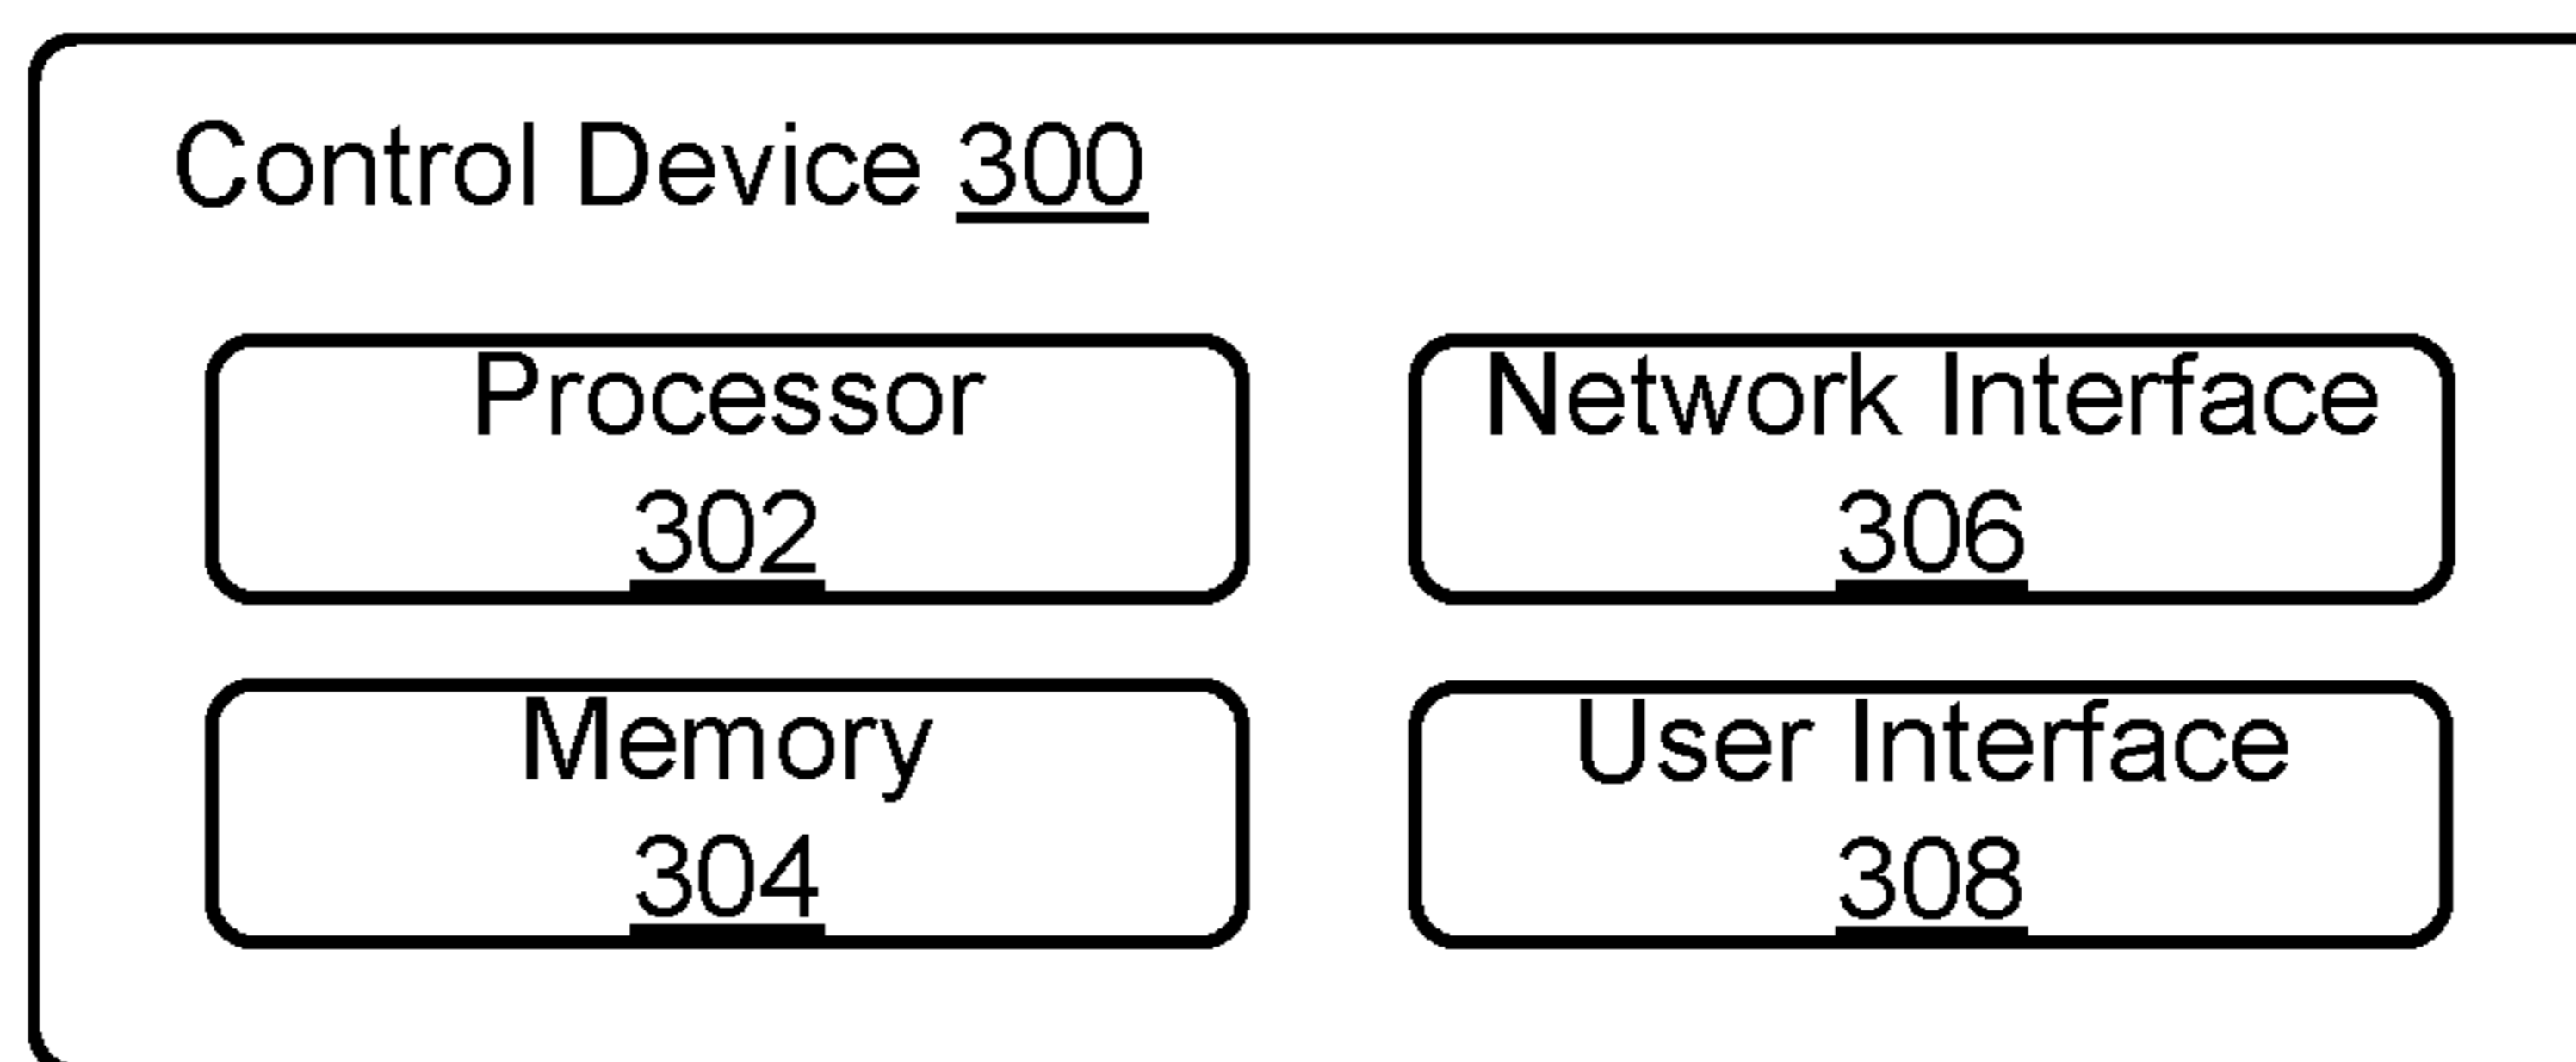 Control Device 300
Processor
302
Network Interface
306
Memory
304
User Interface
308